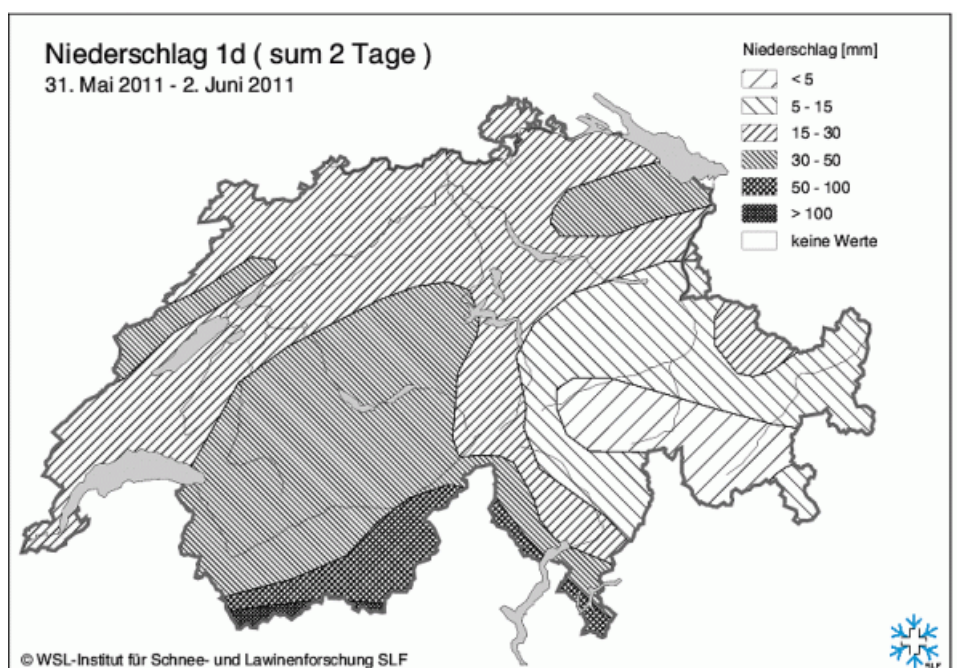 Niederschlag 1d ( sum 2 Tage )
31. Mai 2011 - 2. Juni 2011
Niederschlag [mm]
< 5
5 - 15
15 - 30
30 - 50
50 - 100
> 100
keine Werte
© WSL-Institut für Schnee- und Lawinenforschung SLF
SLF